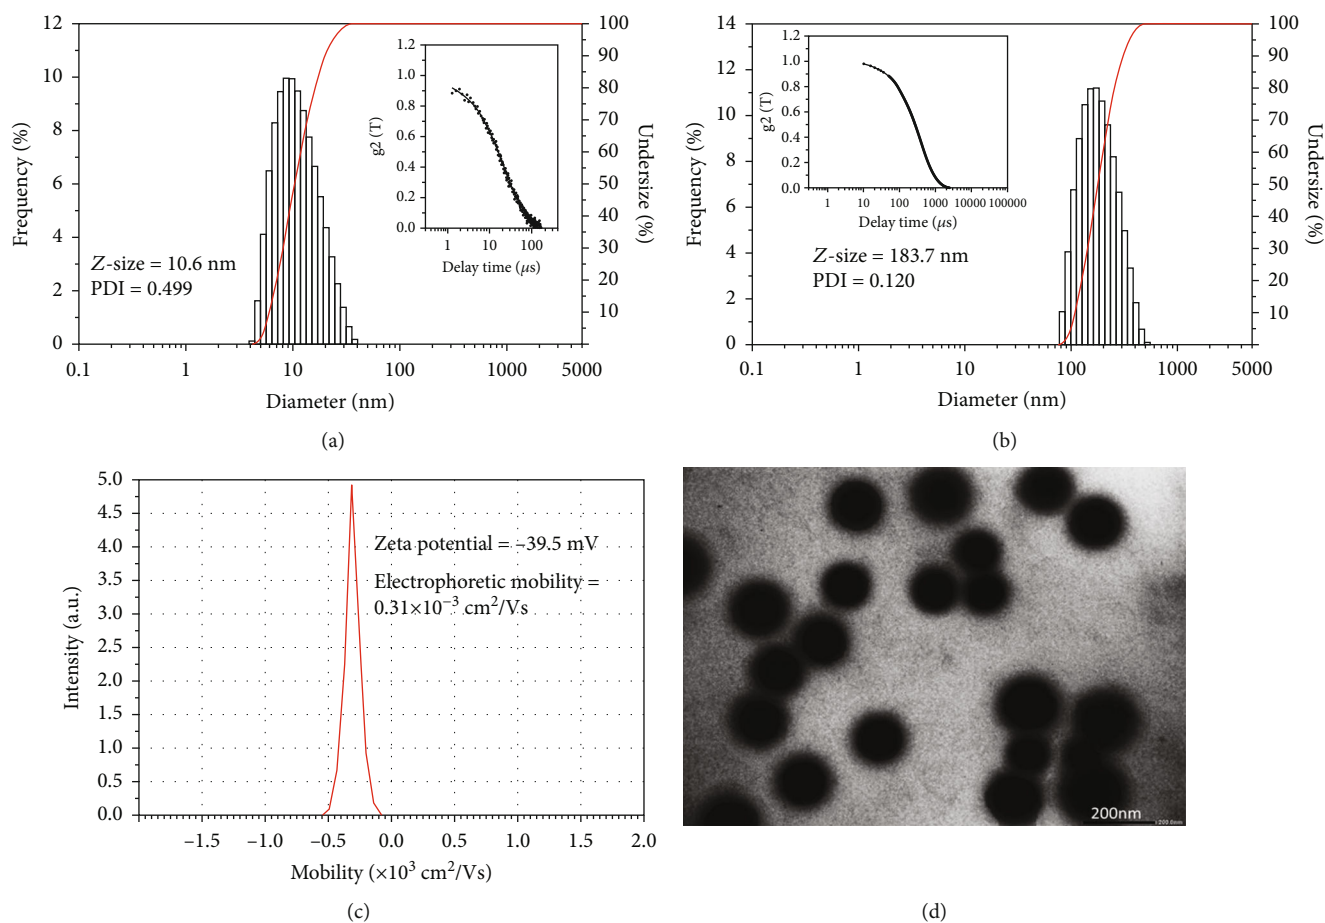 12
10
8
6
4
2
0
Frequency (%)
100
90
80
70
60
50
40
30
20
10
Undersize (%)
0.1 1 10 100 1000 5000
Diameter (nm)
Z-size = 10.6 nm
PDI = 0.499
1.2
1.0
0.8
0.6
0.4
0.2
0.0
g2 (T)
1 10 100
Delay time (μs)
(a)
14
12
10
8
6
4
2
0
Frequency (%)
100
90
80
70
60
50
40
30
20
10
Undersize (%)
0.1 1 10 100 1000 5000
Diameter (nm)
1.2
1.0
0.8
0.6
0.4
0.2
0.0
g2 (T)
1 10 100 1000 10000 100000
Delay time (μs)
Z-size = 183.7 nm
PDI = 0.120
(b)
5.0
4.5
4.0
3.5
3.0
2.5
2.0
1.5
1.0
0.5
0.0
Intensity (a.u.)
Zeta potential = –39.5 mV
Electrophoretic mobility =
0.31×10⁻³ cm²/Vs
–1.5 –1.0 –0.5 0.0 0.5 1.0 1.5 2.0
Mobility (×10³ cm²/Vs)
(c)
200nm
(d)